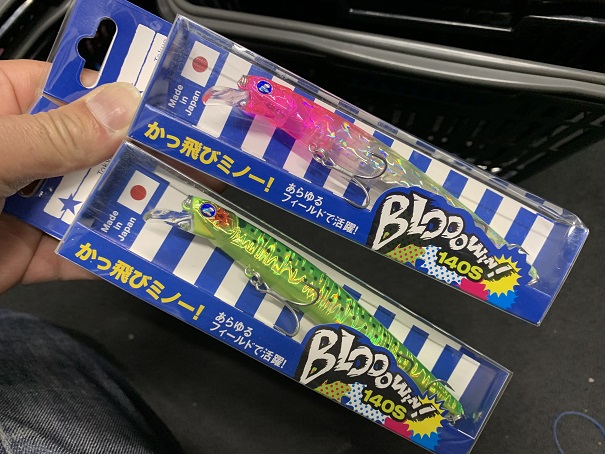 Made
in
Japan
かっ飛びミノー!
あらゆる
フィールドで活躍!
BLOOOWiN!!
140S
Made
in
Japan
かっ飛びミノー!
あらゆる
フィールドで活躍!
BLOOOWiN!!
140S